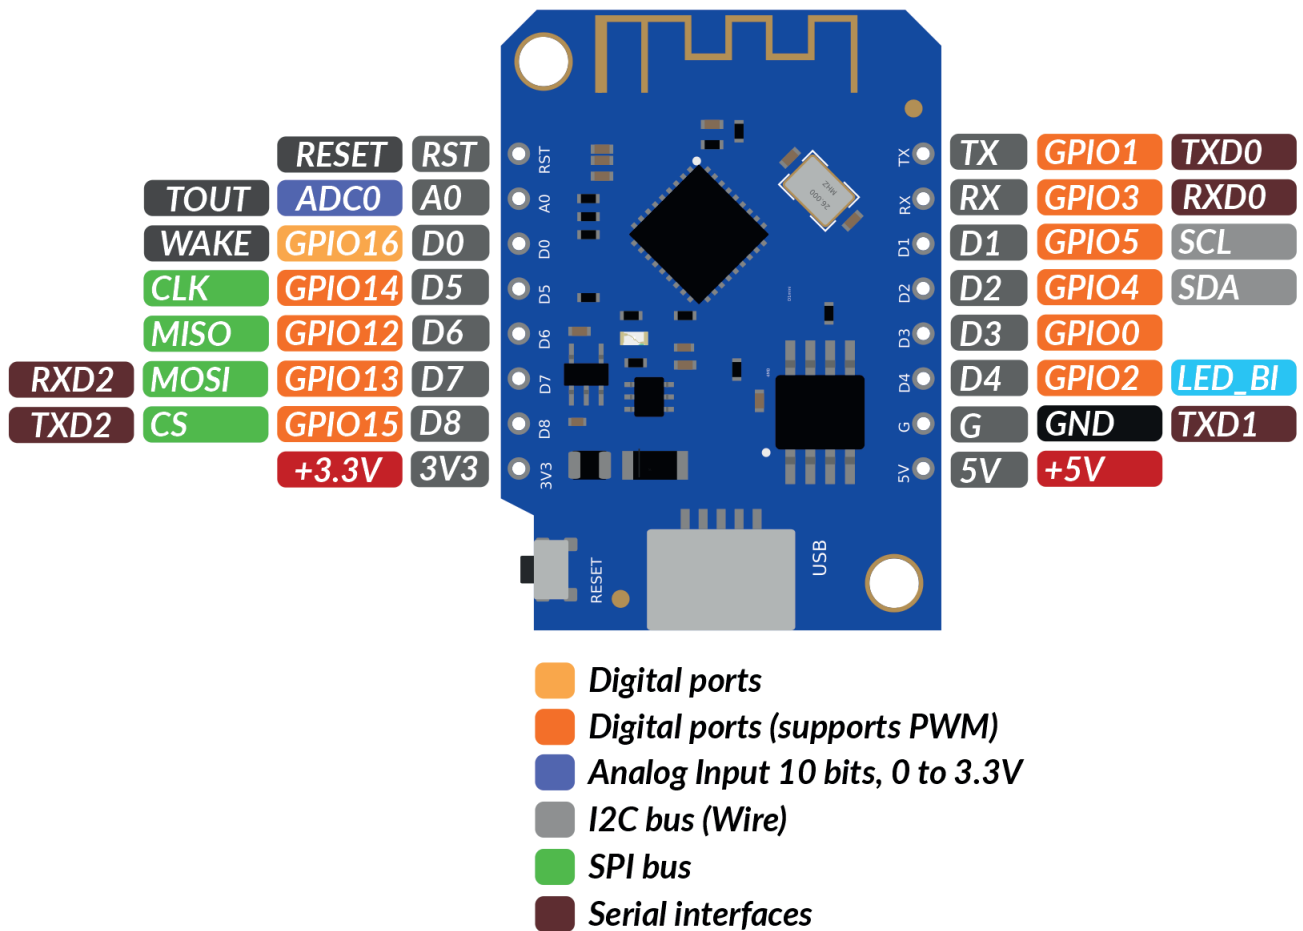 RESET RST RST TX TX GPIO1 TXD0
TOUT ADC0 A0 A0 RX RX GPIO3 RXD0
WAKE GPIO16 D0 D0 D1 D1 GPIO5 SCL
CLK GPIO14 D5 D5 D2 D2 GPIO4 SDA
MISO GPIO12 D6 D6 D3 D3 GPIO0
RXD2 MOSI GPIO13 D7 D7 D4 D4 GPIO2 LED_BI
TXD2 CS GPIO15 D8 D8 G G GND TXD1
+3.3V 3V3 3V3 5V 5V +5V
26.000
MHZ
RESET
USB
Digital ports
Digital ports (supports PWM)
Analog Input 10 bits, 0 to 3.3V
I2C bus (Wire)
SPI bus
Serial interfaces